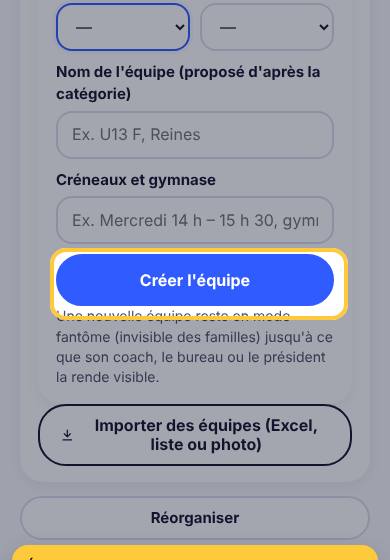 —
—
Nom de l'équipe (proposé d'après la
catégorie)
Ex. U13 F, Reines
Créneaux et gymnase
Ex. Mercredi 14 h – 15 h 30, gymn
Créer l'équipe
Une nouvelle équipe reste en mode
fantôme (invisible des familles) jusqu'à ce
que son coach, le bureau ou le président
la rende visible.
Importer des équipes (Excel,
liste ou photo)
Réorganiser